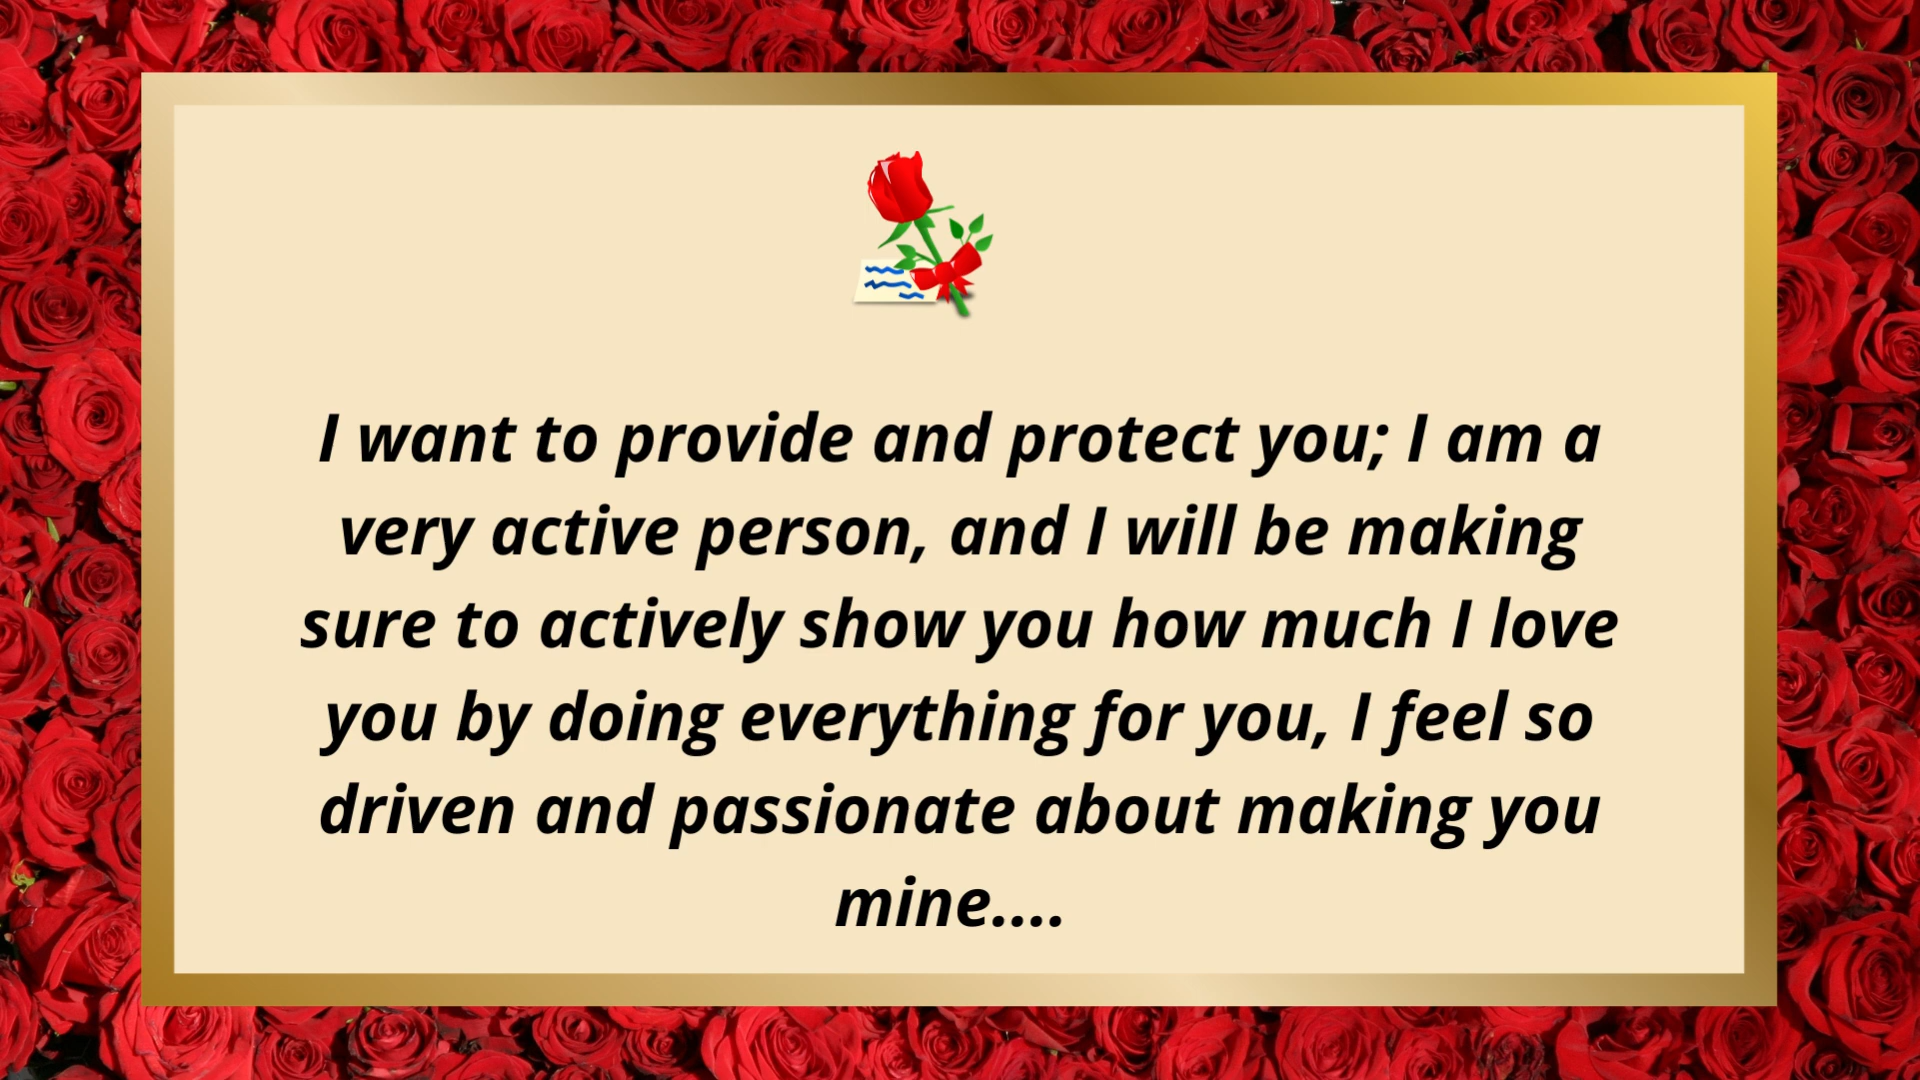 I want to provide and protect you; I am a
very active person, and I will be making
sure to actively show you how much I love
you by doing everything for you, I feel so
driven and passionate about making you
mine....